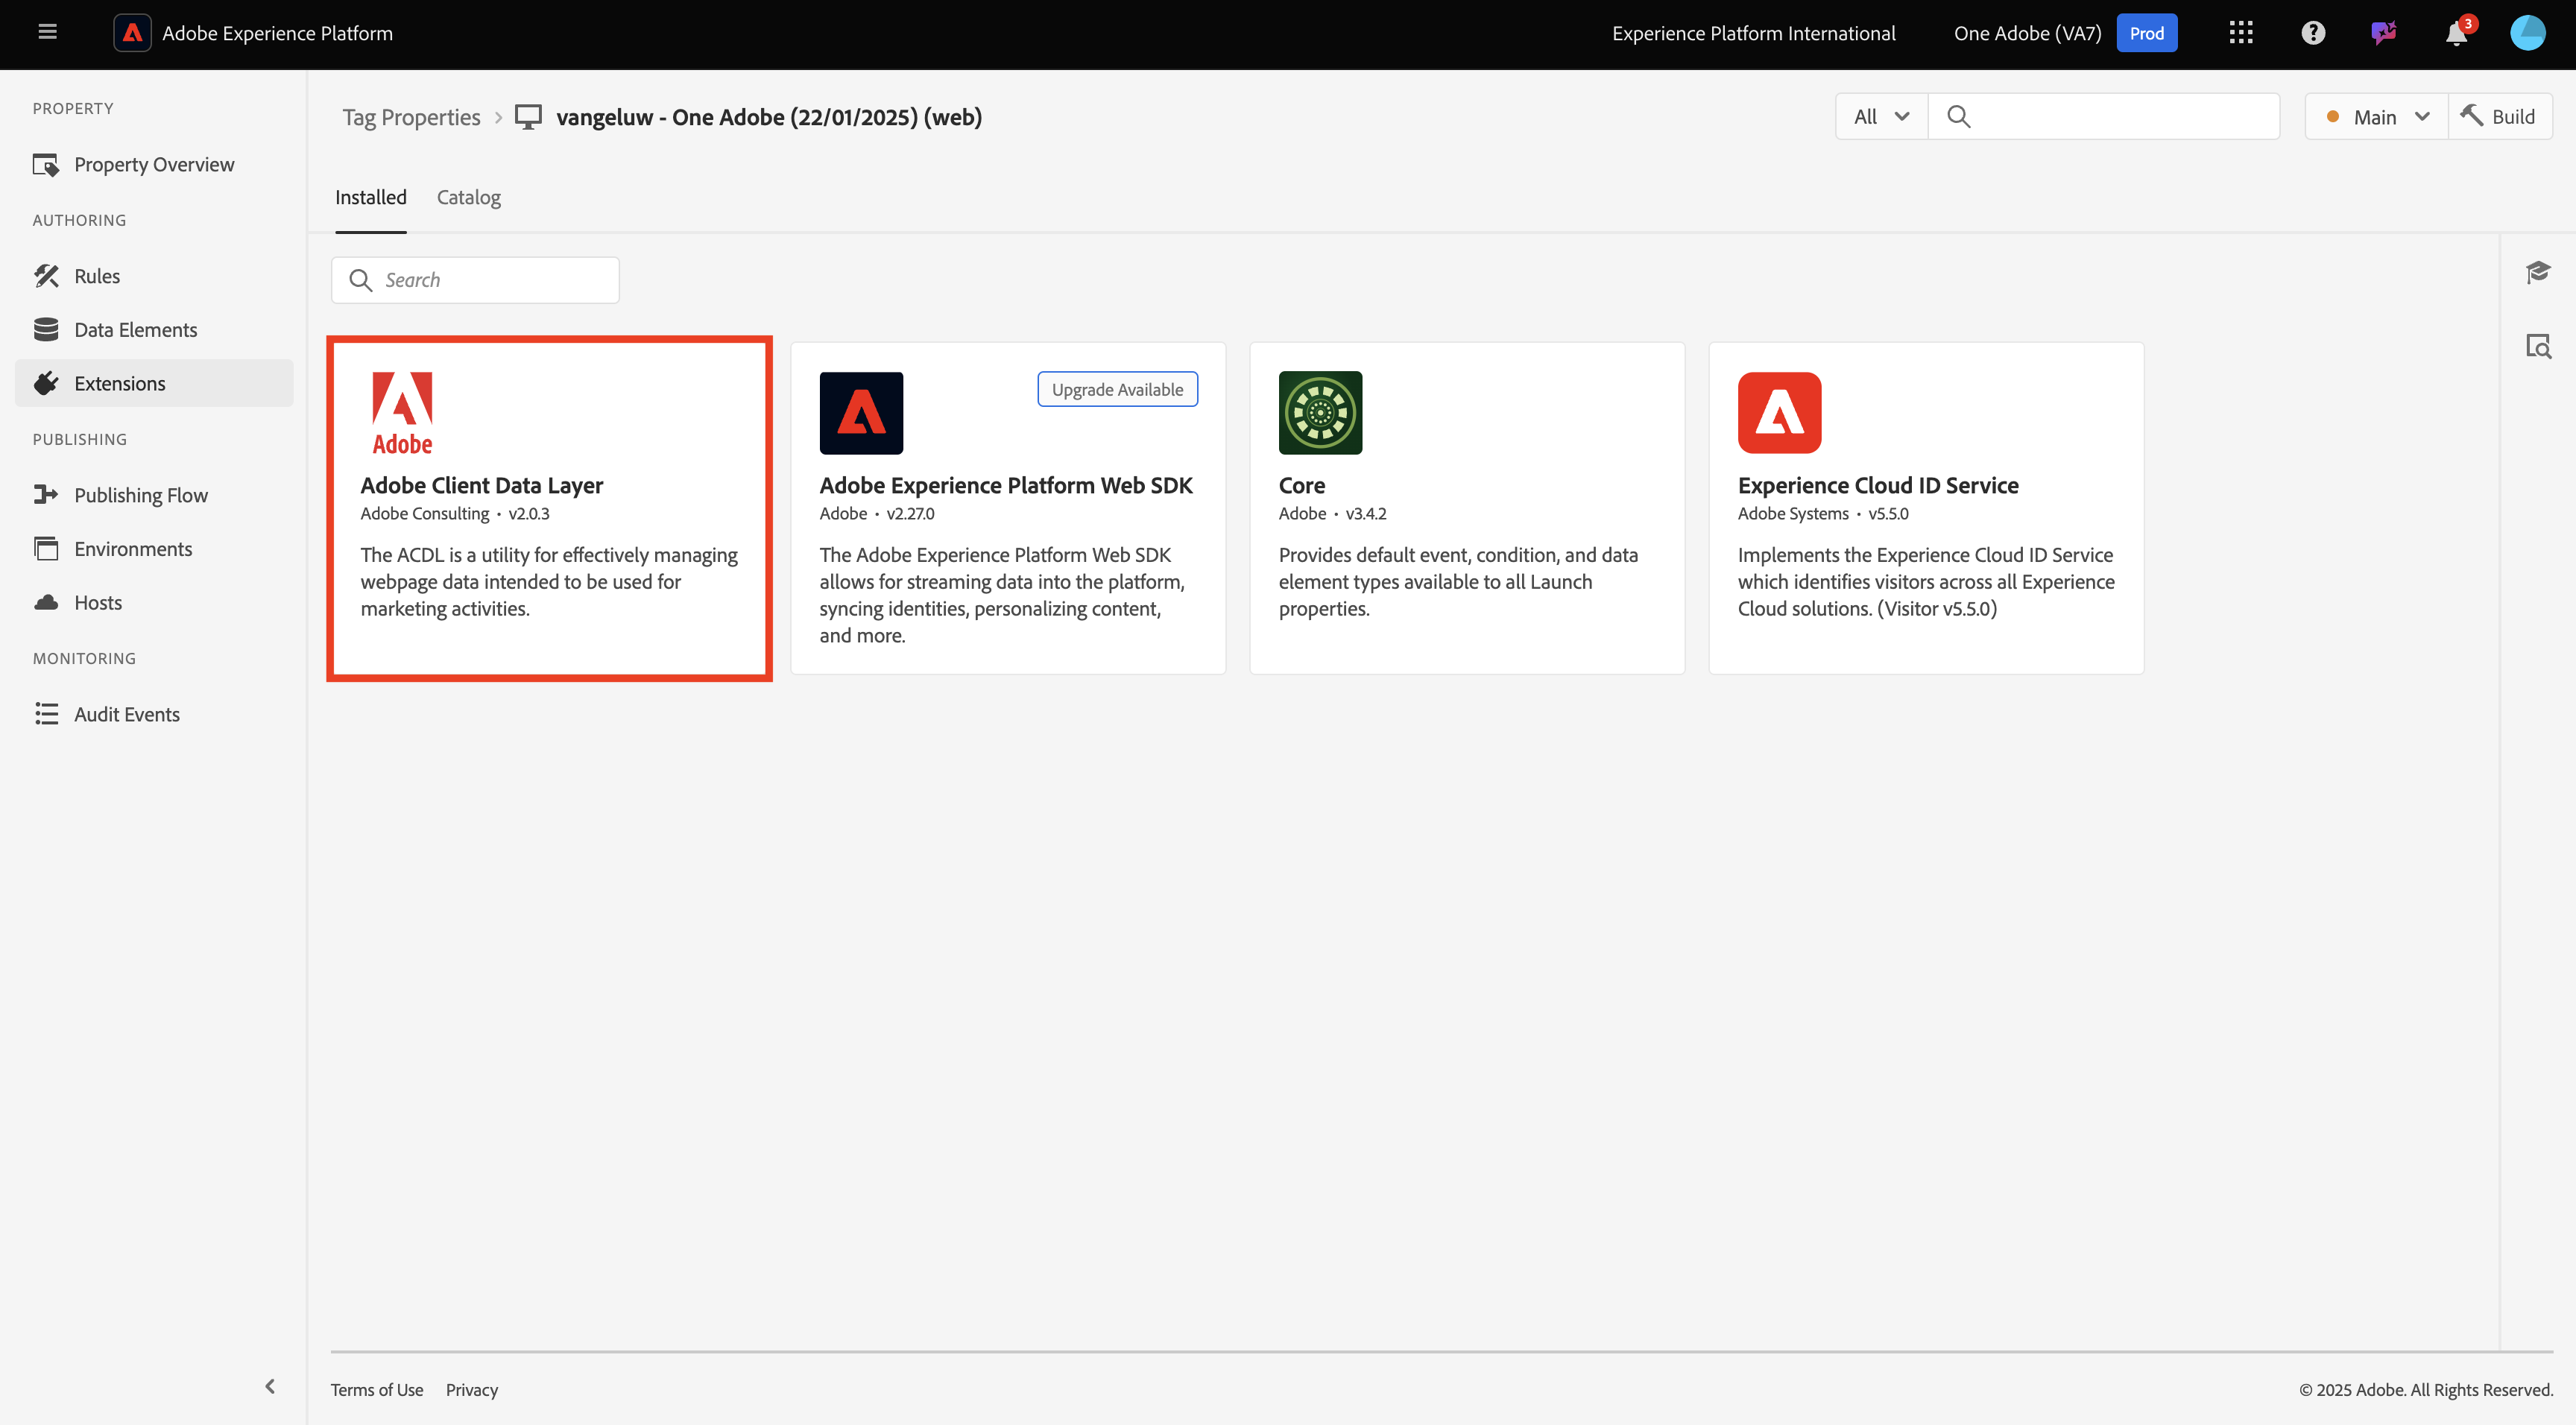 Adobe Experience Platform
Experience Platform International
One Adobe (VA7)
Prod
3
PROPERTY
Property Overview
AUTHORING
Rules
Data Elements
Extensions
PUBLISHING
Publishing Flow
Environments
Hosts
MONITORING
Audit Events
Tag Properties
vangeluw - One Adobe (22/01/2025) (web)
All
Main
Build
Installed
Catalog
Search
Adobe
Adobe Client Data Layer
Adobe Consulting • v2.0.3
The ACDL is a utility for effectively managing
webpage data intended to be used for
marketing activities.
Upgrade Available
Adobe Experience Platform Web SDK
Adobe • v2.27.0
The Adobe Experience Platform Web SDK
allows for streaming data into the platform,
syncing identities, personalizing content,
and more.
Core
Adobe • v3.4.2
Provides default event, condition, and data
element types available to all Launch
properties.
Experience Cloud ID Service
Adobe Systems • v5.5.0
Implements the Experience Cloud ID Service
which identifies visitors across all Experience
Cloud solutions. (Visitor v5.5.0)
Terms of Use
Privacy
© 2025 Adobe. All Rights Reserved.